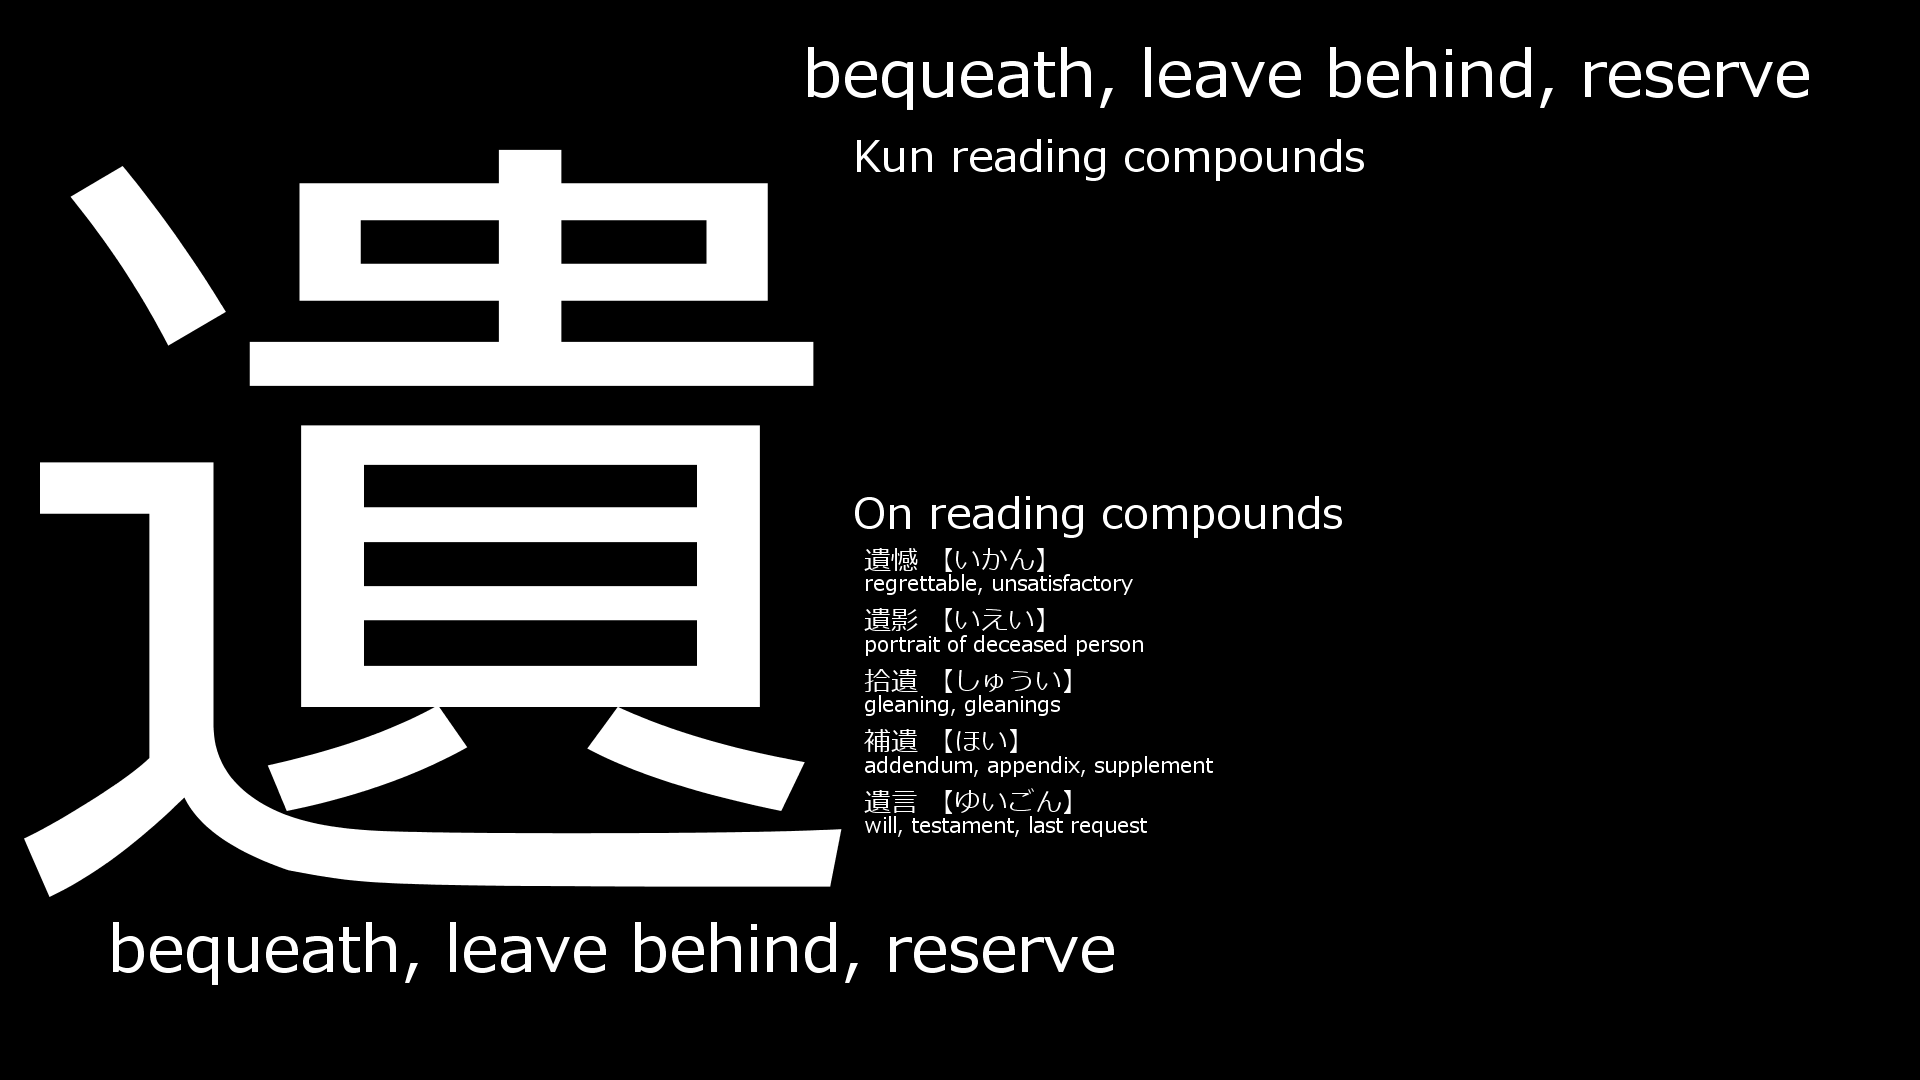 遺
bequeath, leave behind, reserve
Kun reading compounds
On reading compounds
遺憾 【いかん】
regrettable, unsatisfactory
遺影 【いえい】
portrait of deceased person
拾遺 【しゅうい】
gleaning, gleanings
補遺 【ほい】
addendum, appendix, supplement
遺言 【ゆいごん】
will, testament, last request
bequeath, leave behind, reserve